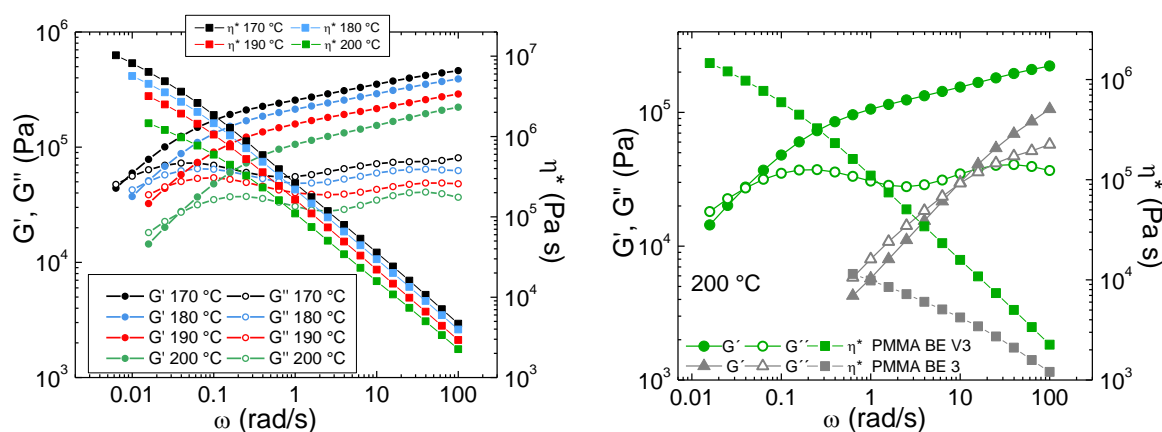 η* 170 °C η* 180 °C
η* 190 °C η* 200 °C
10⁶
10⁵
10⁴
10³
G', G'' (Pa)
10⁷
10⁶
10⁵
10⁴
10³
η* (Pa s)
G' 170 °C G'' 170 °C
G' 180 °C G'' 180 °C
G' 190 °C G'' 190 °C
G' 200 °C G'' 200 °C
0.01 0.1 1 10 100
ω (rad/s)
10⁵
10⁴
10³
G', G'' (Pa)
10⁶
10⁵
10⁴
10³
η* (Pa s)
200 °C
G´ G´´ η* PMMA BE V3
G´ G´´ η* PMMA BE 3
0.01 0.1 1 10 100
ω (rad/s)